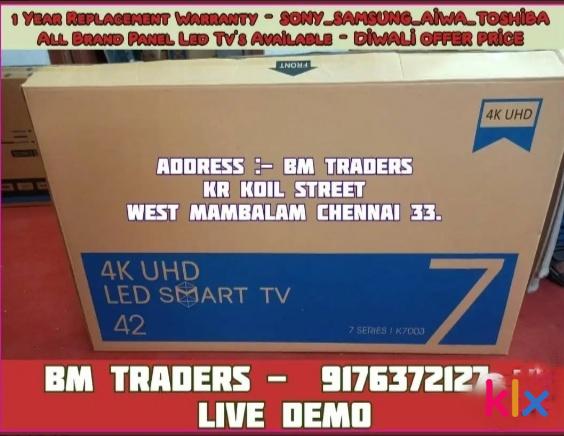 1 Year Replacement Warranty - SONY_SAMSUNG_AiWA_TOSHiBA
All Brand Panel Led Tv's Available - DiWALi OFFER PRiCE
FRONT
4K UHD
ADDRESS :- BM TRADERS
KR KOIL STREET
WEST MAMBALAM CHENNAI 33.
4K UHD
LED SMART TV
42
7
7 SERIES | K7003
BM TRADERS - 9176372127
klx
LIVE DEMO